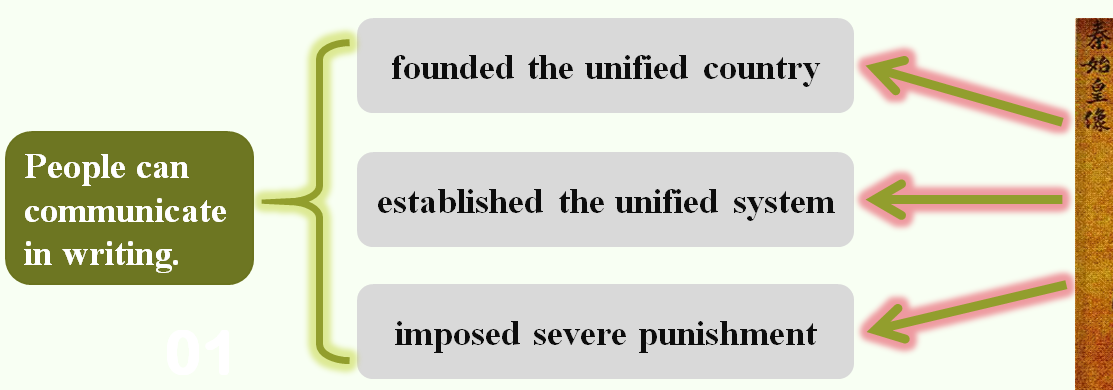 People can
communicate
in writing.
founded the unified country
established the unified system
imposed severe punishment
秦始皇像
01